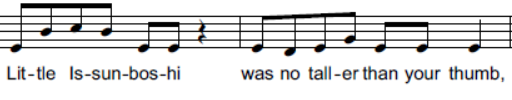 Lit-tle Is-sun-bos-hi was no tall-er than your thumb,